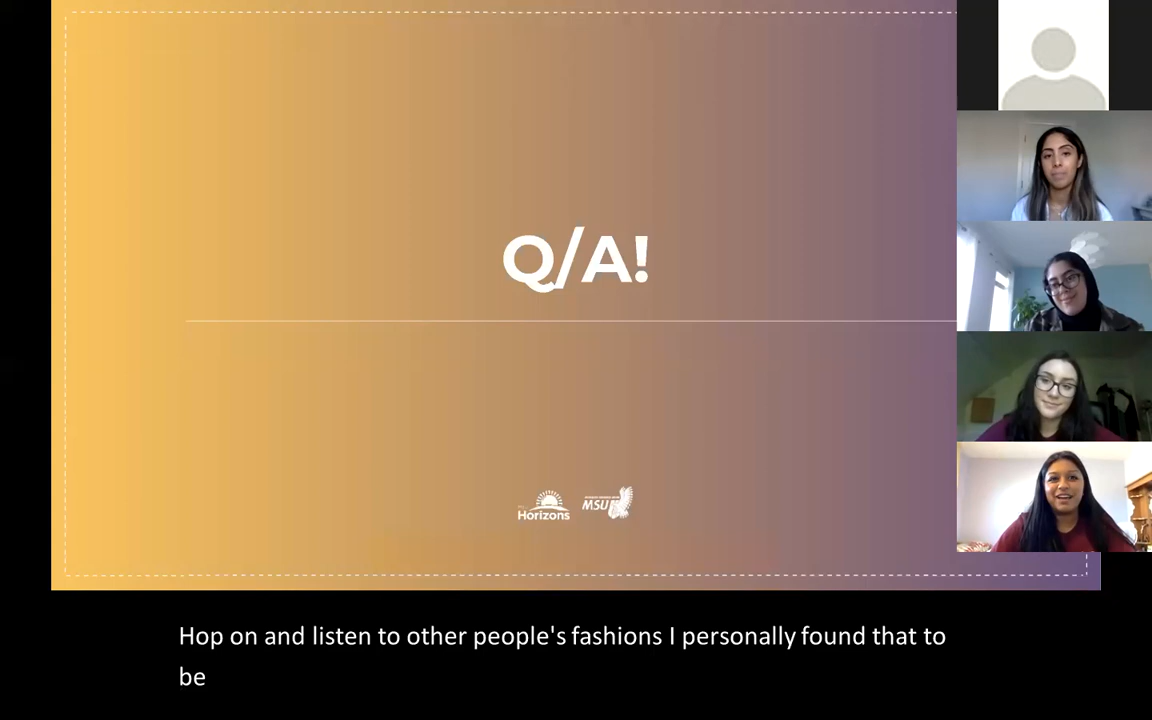 Q/A!
Horizons
MSU
Hop on and listen to other people's fashions I personally found that to
be